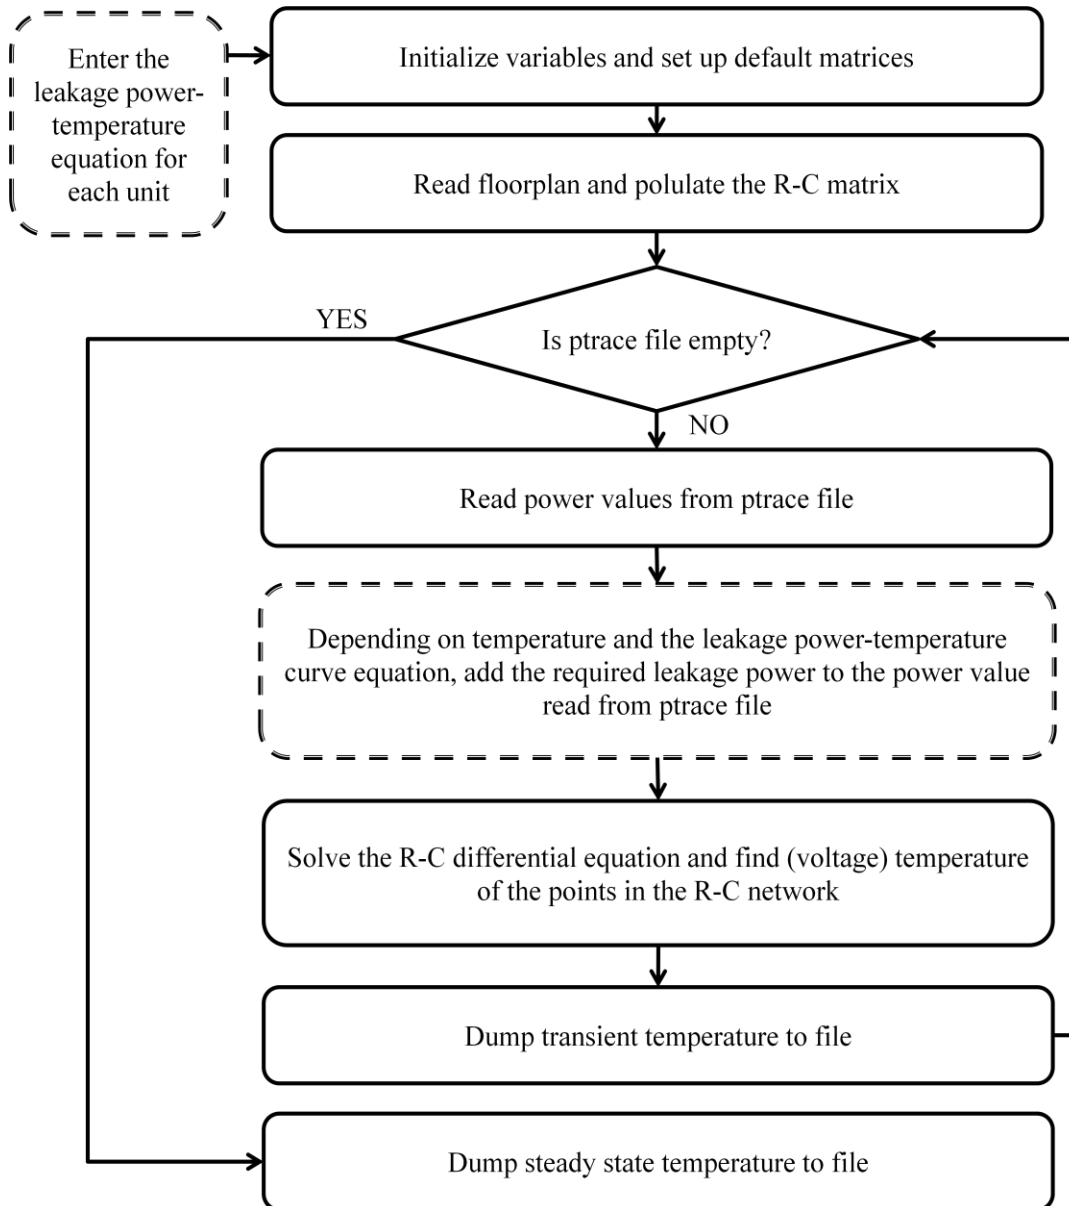 Enter the
leakage power-
temperature
equation for
each unit
Initialize variables and set up default matrices
Read floorplan and polulate the R-C matrix
YES
Is ptrace file empty?
NO
Read power values from ptrace file
Depending on temperature and the leakage power-temperature
curve equation, add the required leakage power to the power value
read from ptrace file
Solve the R-C differential equation and find (voltage) temperature
of the points in the R-C network
Dump transient temperature to file
Dump steady state temperature to file